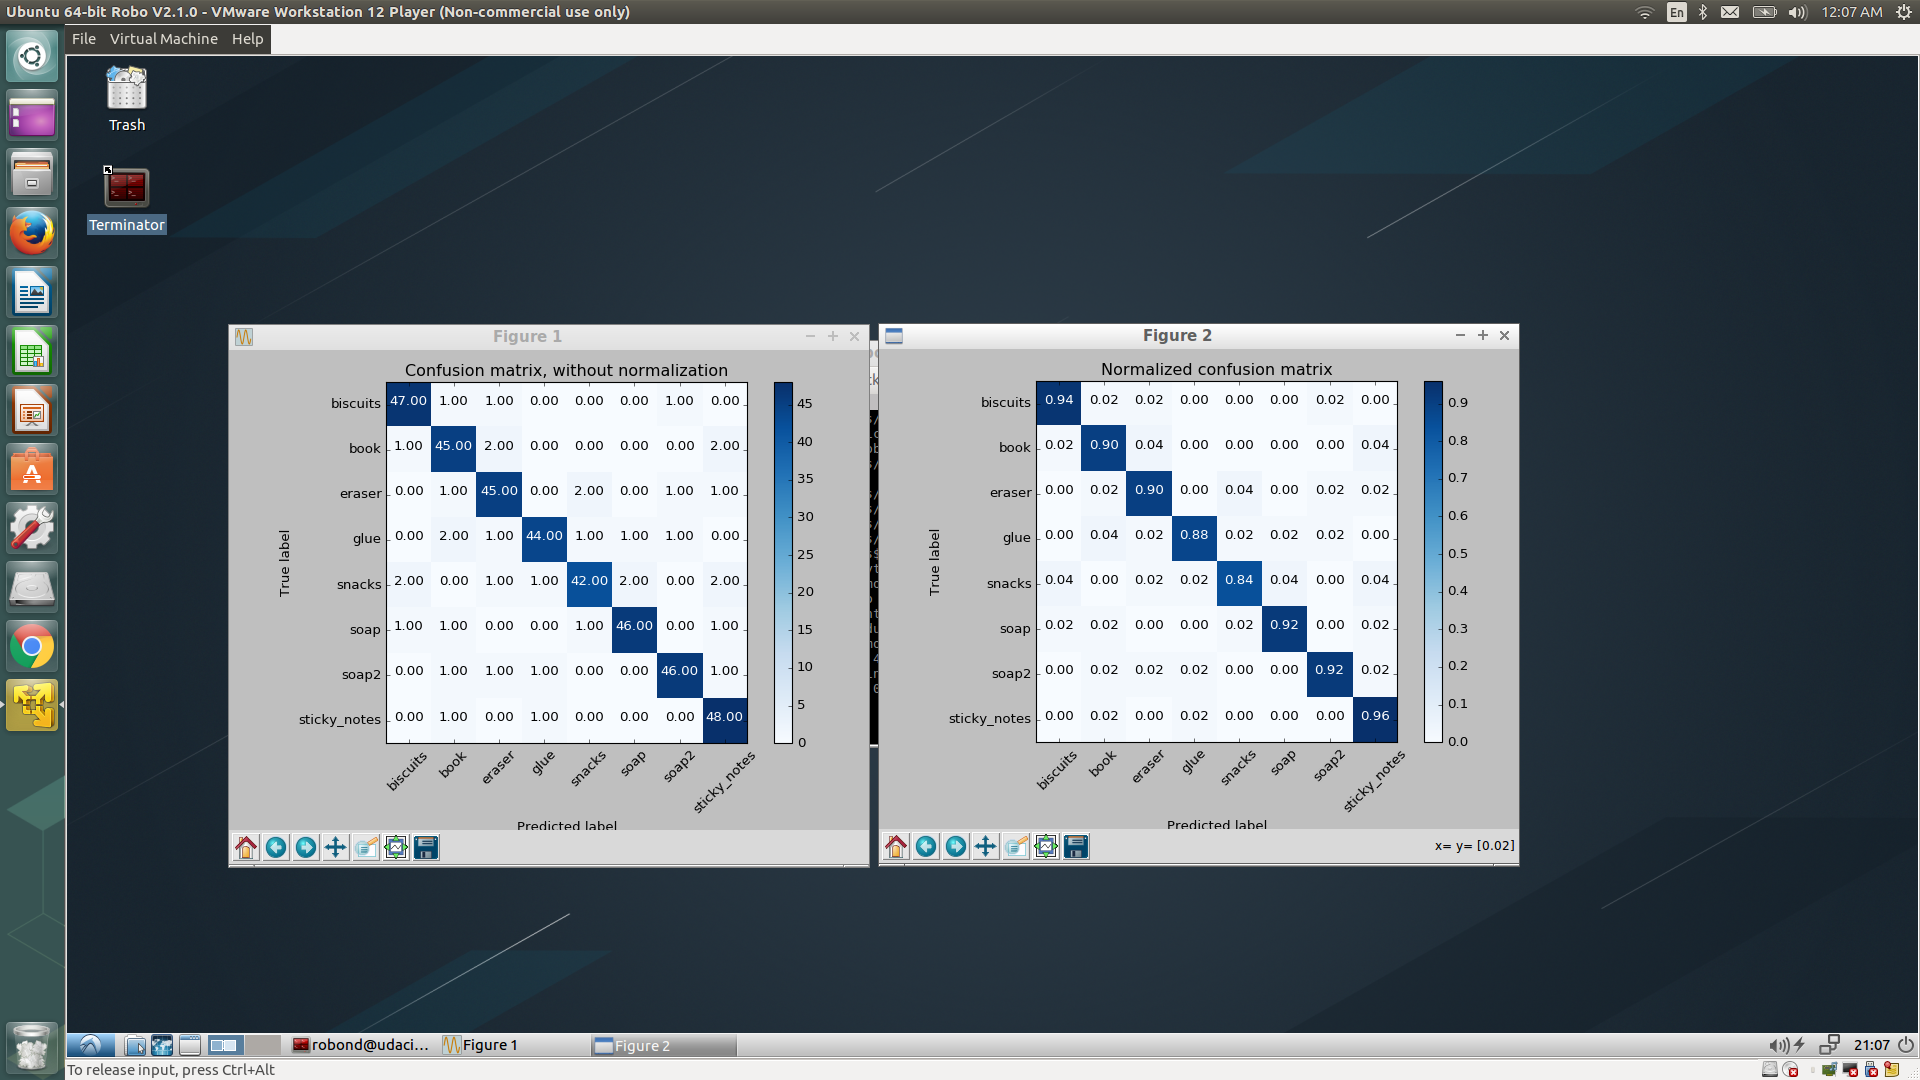 Ubuntu 64-bit Robo V2.1.0 - VMware Workstation 12 Player (Non-commercial use only)
En
12:07 AM
File Virtual Machine Help
Trash
Terminator
Figure 1
Confusion matrix, without normalization
biscuits 47.00 1.00 1.00 0.00 0.00 0.00 1.00 0.00
book 1.00 45.00 2.00 0.00 0.00 0.00 0.00 2.00
eraser 0.00 1.00 45.00 0.00 2.00 0.00 1.00 1.00
glue 0.00 2.00 1.00 44.00 1.00 1.00 1.00 0.00
snacks 2.00 0.00 1.00 1.00 42.00 2.00 0.00 2.00
soap 1.00 1.00 0.00 0.00 1.00 46.00 0.00 1.00
soap2 0.00 1.00 1.00 1.00 0.00 0.00 46.00 1.00
sticky_notes 0.00 1.00 0.00 1.00 0.00 0.00 0.00 48.00
True label
biscuits book eraser glue snacks soap soap2 sticky_notes
Predicted label
45
40
35
30
25
20
15
10
5
0
Figure 2
Normalized confusion matrix
biscuits 0.94 0.02 0.02 0.00 0.00 0.00 0.02 0.00
book 0.02 0.90 0.04 0.00 0.00 0.00 0.00 0.04
eraser 0.00 0.02 0.90 0.00 0.04 0.00 0.02 0.02
glue 0.00 0.04 0.02 0.88 0.02 0.02 0.02 0.00
snacks 0.04 0.00 0.02 0.02 0.84 0.04 0.00 0.04
soap 0.02 0.02 0.00 0.00 0.02 0.92 0.00 0.02
soap2 0.00 0.02 0.02 0.02 0.00 0.00 0.92 0.02
sticky_notes 0.00 0.02 0.00 0.02 0.00 0.00 0.00 0.96
True label
biscuits book eraser glue snacks soap soap2 sticky_notes
Predicted label
0.9
0.8
0.7
0.6
0.5
0.4
0.3
0.2
0.1
0.0
x= y= [0.02]
robond@udaci...
Figure 1
Figure 2
21:07
To release input, press Ctrl+Alt